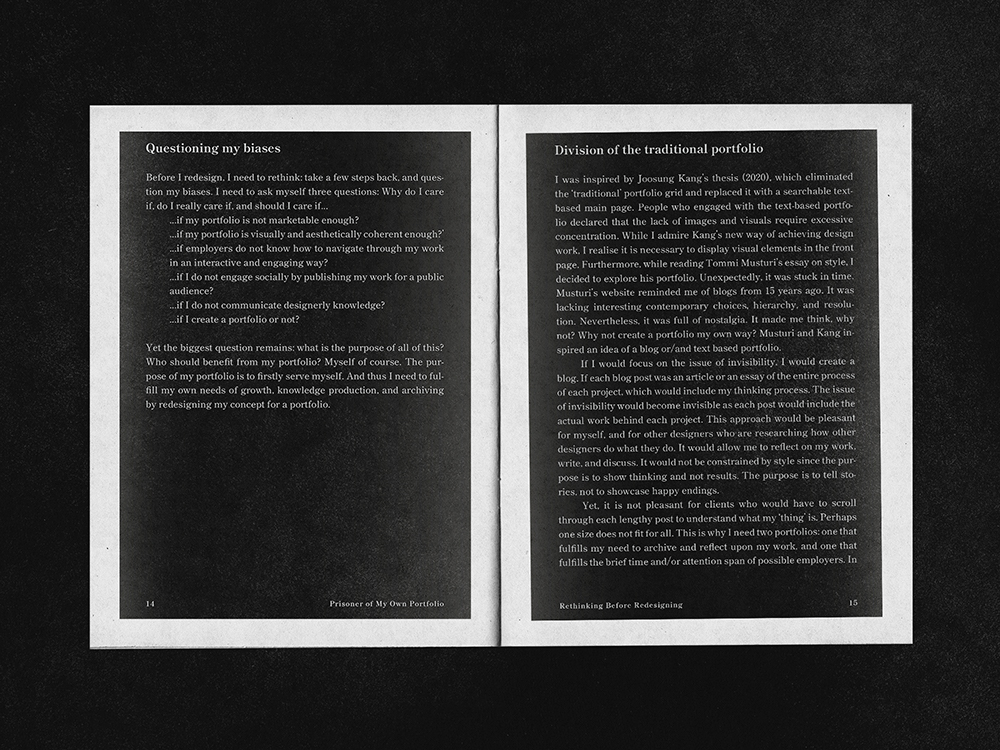 Questioning my biases
Before I redesign, I need to rethink: take a few steps back, and ques-
tion my biases. I need to ask myself three questions: Why do I care
if, do I really care if, and should I care if...
...if my portfolio is not marketable enough?
...if my portfolio is visually and aesthetically coherent enough?'
...if employers do not know how to navigate through my work
in an interactive and engaging way?
...if I do not engage socially by publishing my work for a public
audience?
...if I do not communicate designerly knowledge?
...if I create a portfolio or not?
Yet the biggest question remains: what is the purpose of all of this?
Who should benefit from my portfolio? Myself of course. The pur-
pose of my portfolio is to firstly serve myself. And thus I need to ful-
fill my own needs of growth, knowledge production, and archiving
by redesigning my concept for a portfolio.
14
Prisoner of My Own Portfolio
Division of the traditional portfolio
I was inspired by Joosung Kang's thesis (2020), which eliminated
the 'traditional' portfolio grid and replaced it with a searchable text-
based main page. People who engaged with the text-based portfo-
lio declared that the lack of images and visuals require excessive
concentration. While I admire Kang's new way of achieving design
work, I realise it is necessary to display visual elements in the front
page. Furthermore, while reading Tommi Musturi's essay on style, I
decided to explore his portfolio. Unexpectedly, it was stuck in time.
Musturi's website reminded me of blogs from 15 years ago. It was
lacking interesting contemporary choices, hierarchy, and resolu-
tion. Nevertheless, it was full of nostalgia. It made me think, why
not? Why not create a portfolio my own way? Musturi and Kang in-
spired an idea of a blog or/and text based portfolio.
If I would focus on the issue of invisibility, I would create a
blog. If each blog post was an article or an essay of the entire process
of each project, which would include my thinking process. The issue
of invisibility would become invisible as each post would include the
actual work behind each project. This approach would be pleasant
for myself, and for other designers who are researching how other
designers do what they do. It would allow me to reflect on my work,
write, and discuss. It would not be constrained by style since the pur-
pose is to show thinking and not results. The purpose is to tell sto-
ries, not to showcase happy endings.
Yet, it is not pleasant for clients who would have to scroll
through each lengthy post to understand what my 'thing' is. Perhaps
one size does not fit for all. This is why I need two portfolios: one that
fulfills my need to archive and reflect upon my work, and one that
fulfills the brief time and/or attention span of possible employers. In
Rethinking Before Redesigning
15